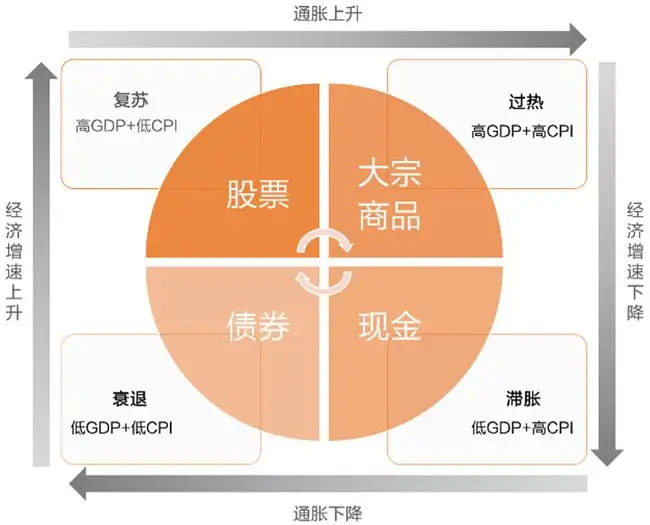 通胀上升
复苏
高GDP+低CPI
过热
高GDP+高CPI
股票
大宗
商品
经济增速上升
经济增速下降
债券
现金
衰退
低GDP+低CPI
滞胀
低GDP+高CPI
通胀下降